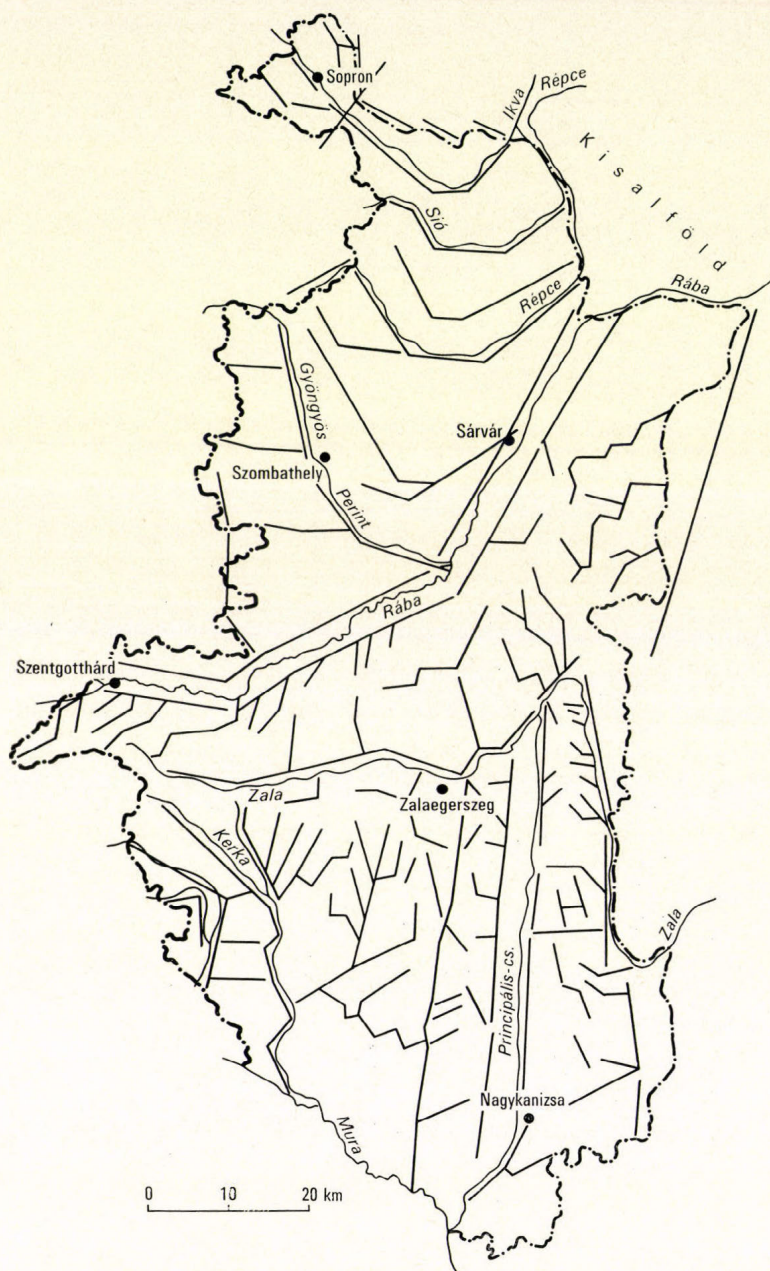 Sopron
Ikva
Répce
Kisalföld
Sió
Répce
Rába
Gyöngyös
Sárvár
Szombathely
Perint
Rába
Szentgotthárd
Zala
Zalaegerszeg
Kerka
Zala
Principális-cs.
Nagykanizsa
Mura
0 10 20 km